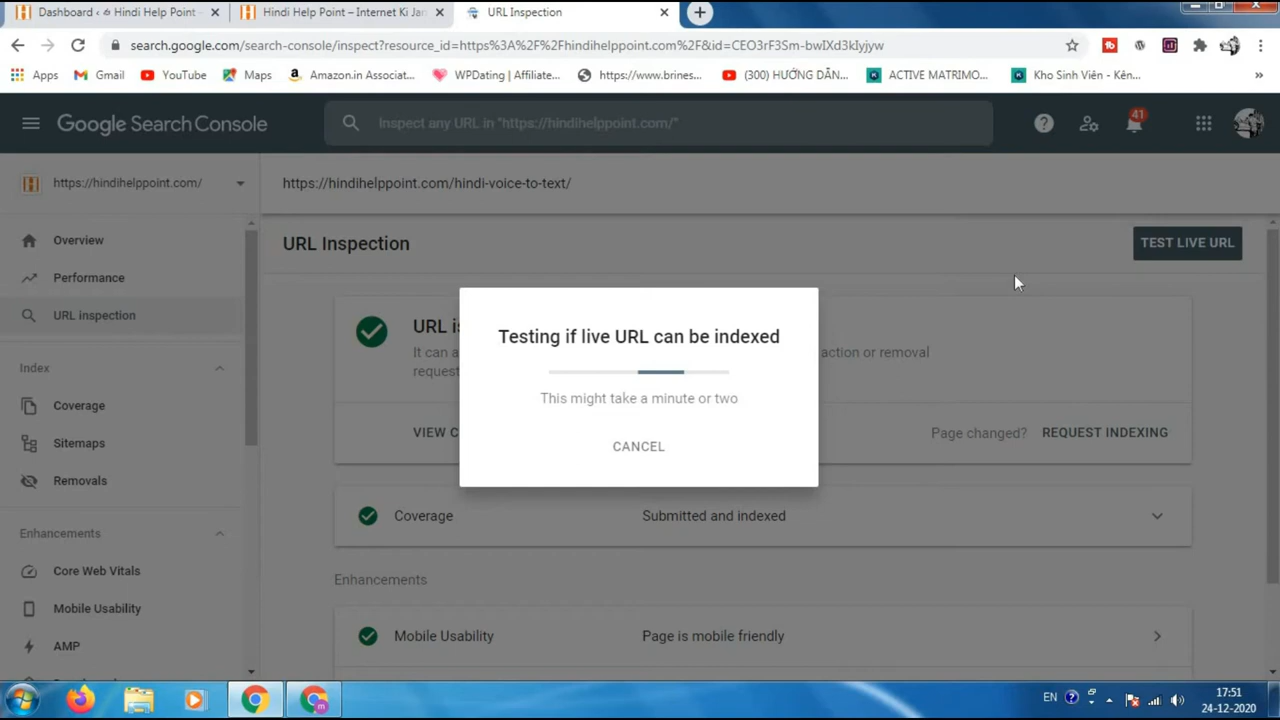 Dashboard ‹ Hindi Help Point
Hindi Help Point – Internet Ki Jan
URL Inspection
search.google.com/search-console/inspect?resource_id=https%3A%2F%2Fhindihelppoint.com%2F&id=CEO3rF3Sm-bwIXd3kIyjyw
Apps
Gmail
YouTube
Maps
Amazon.in Associat...
WPDating | Affiliate...
https://www.brines...
(300) HƯỚNG DẪN...
ACTIVE MATRIMO...
Kho Sinh Viên - Kên...
»
Google Search Console
Inspect any URL in "https://hindihelppoint.com/"
41
https://hindihelppoint.com/
https://hindihelppoint.com/hindi-voice-to-text/
Overview
Performance
URL inspection
Index
Coverage
Sitemaps
Removals
Enhancements
Core Web Vitals
Mobile Usability
AMP
URL Inspection
TEST LIVE URL
URL i
It can a
action or removal
request
Testing if live URL can be indexed
This might take a minute or two
CANCEL
VIEW C
Page changed?
REQUEST INDEXING
Coverage
Submitted and indexed
Enhancements
Mobile Usability
Page is mobile friendly
EN
17:51
24-12-2020